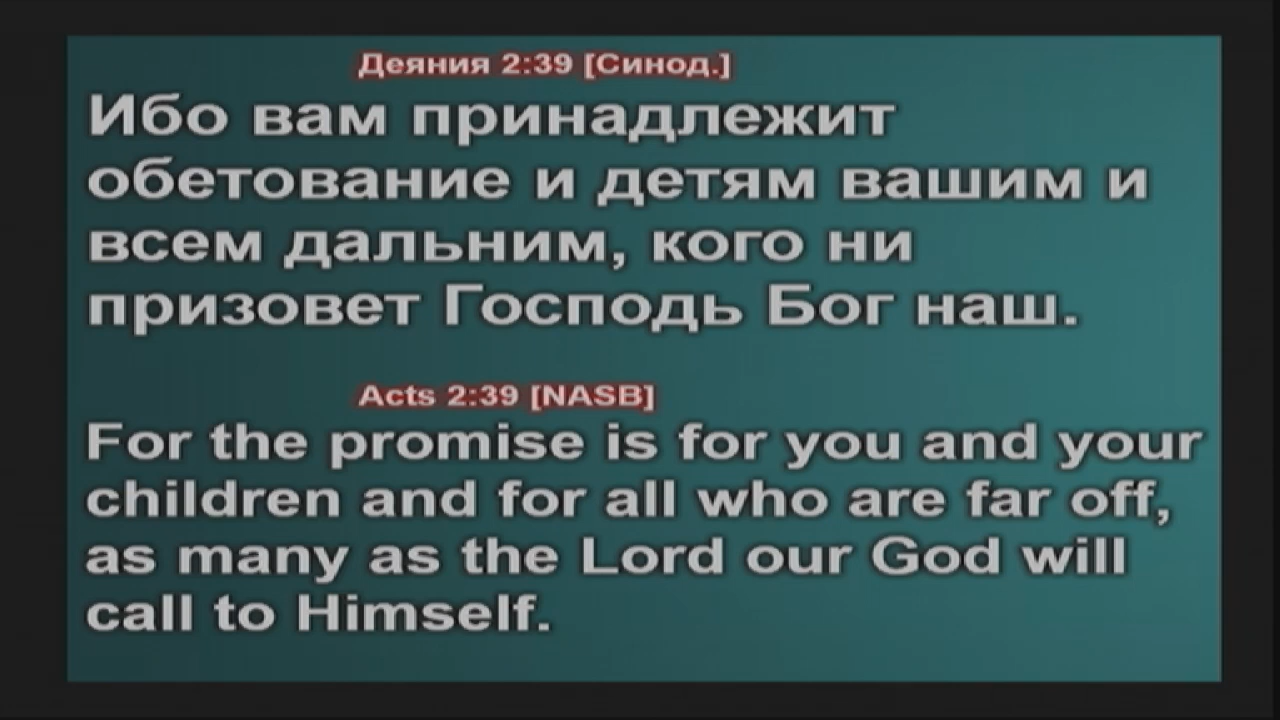 Деяния 2:39 [Синод.]
Ибо вам принадлежит
обетование и детям вашим и
всем дальним, кого ни
призовет Господь Бог наш.
Acts 2:39 [NASB]
For the promise is for you and your
children and for all who are far off,
as many as the Lord our God will
call to Himself.